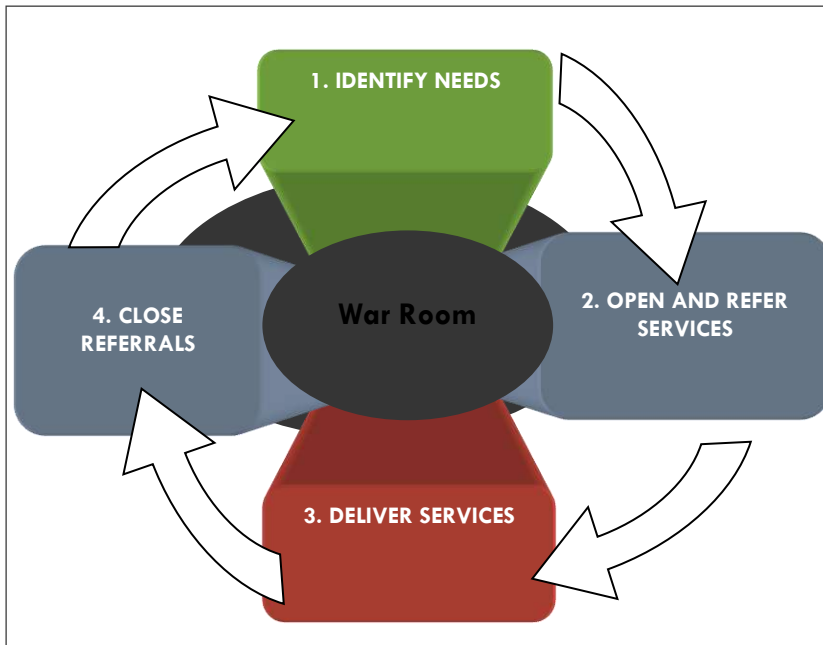 1. IDENTIFY NEEDS
2. OPEN AND REFER
SERVICES
3. DELIVER SERVICES
4. CLOSE
REFERRALS
War Room